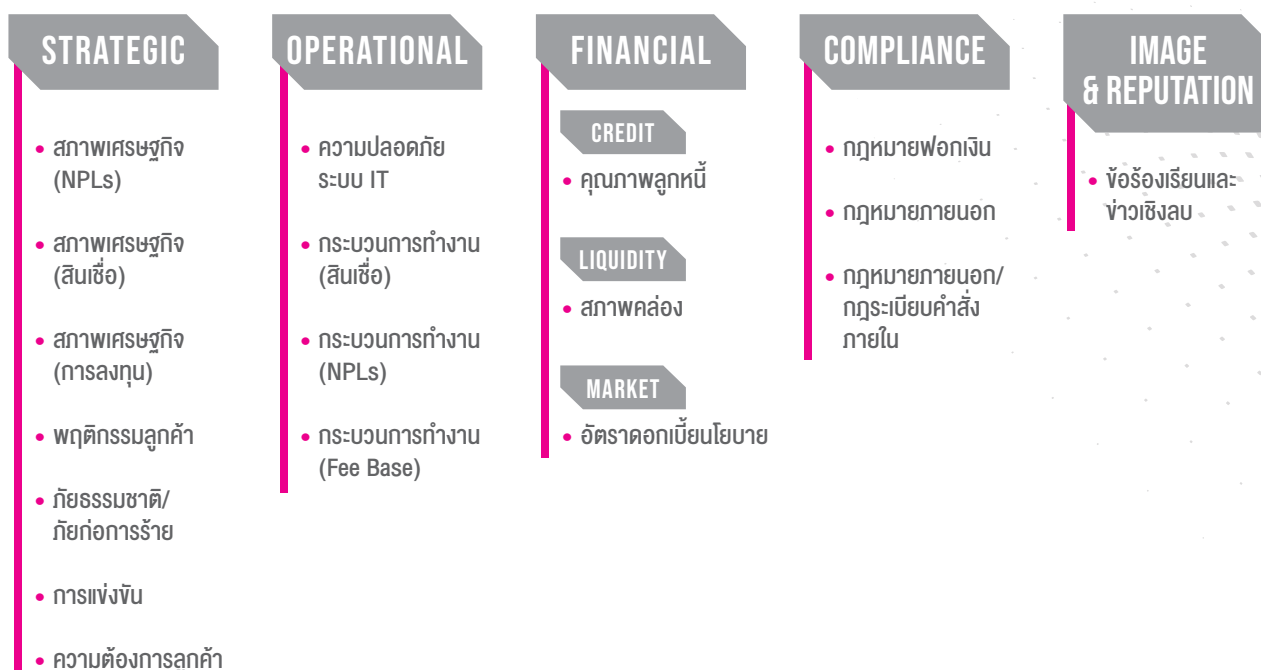 STRATEGIC
• สภาพเศรษฐกิจ
(NPLs)
• สภาพเศรษฐกิจ
(สินเชื่อ)
• สภาพเศรษฐกิจ
(การลงทุน)
• พฤติกรรมลูกค้า
• ภัยธรรมชาติ/
ภัยก่อการร้าย
• การแข่งขัน
• ความต้องการลูกค้า
OPERATIONAL
• ความปลอดภัย
ระบบ IT
• กระบวนการทำงาน
(สินเชื่อ)
• กระบวนการทำงาน
(NPLs)
• กระบวนการทำงาน
(Fee Base)
FINANCIAL
CREDIT
• คุณภาพลูกหนี้
LIQUIDITY
• สภาพคล่อง
MARKET
• อัตราดอกเบี้ยนโยบาย
COMPLIANCE
• กฎหมายฟอกเงิน
• กฎหมายภายนอก
• กฎหมายภายนอก/
กฎระเบียบคำสั่ง
ภายใน
IMAGE
& REPUTATION
• ข้อร้องเรียนและ
ข่าวเชิงลบ